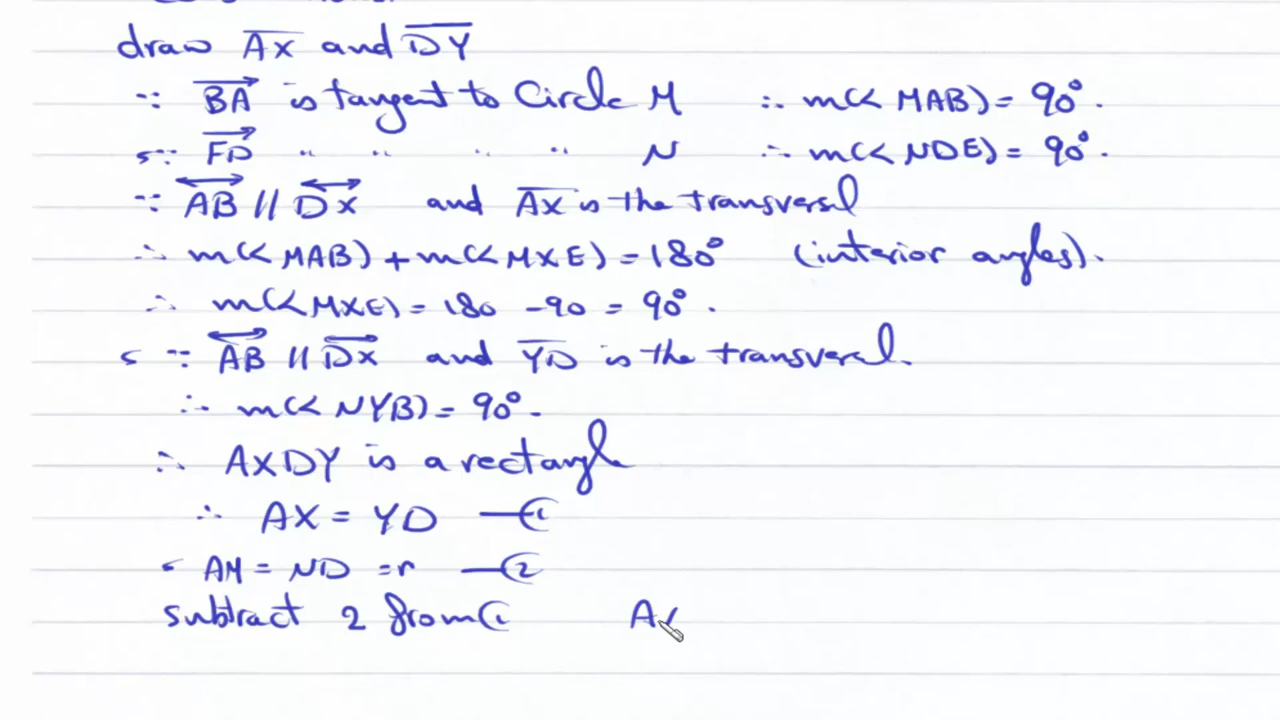 draw AX and DY
∵ BA is tangent to Circle M ∴ m(< MAB) = 90°.
, ∵ FD " " " " N ∴ m(< NDE) = 90°.
∵ AB // DX and AX is the transversal
∴ m(< MAB) + m(< MXE) = 180° (interior angles).
∴ m(< MXE) = 180 - 90 = 90°.
, ∵ AB // DX and YD is the transveral.
∴ m(< NYB) = 90°.
∴ AXDY is a rectangle
∴ AX = YD —①
, AM = ND = r —②
subtract 2 from ① A